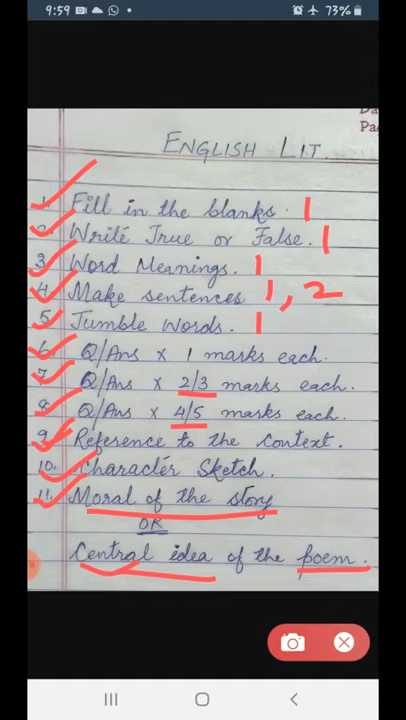 9:59
73%
Da
Pa
ENGLISH LIT.
1. Fill in the blanks. 1
2. Write True or False. 1
3. Word Meanings. 1
4. Make sentences 1, 2
5. Jumble Words. 1
6. Q/Ans × 1 marks each.
7. Q/Ans × 2/3 marks each.
8. Q/Ans × 4/5 marks each.
9. Reference to the context.
10. Character Sketch.
11. Moral of the story
OR
Central idea of the poem.